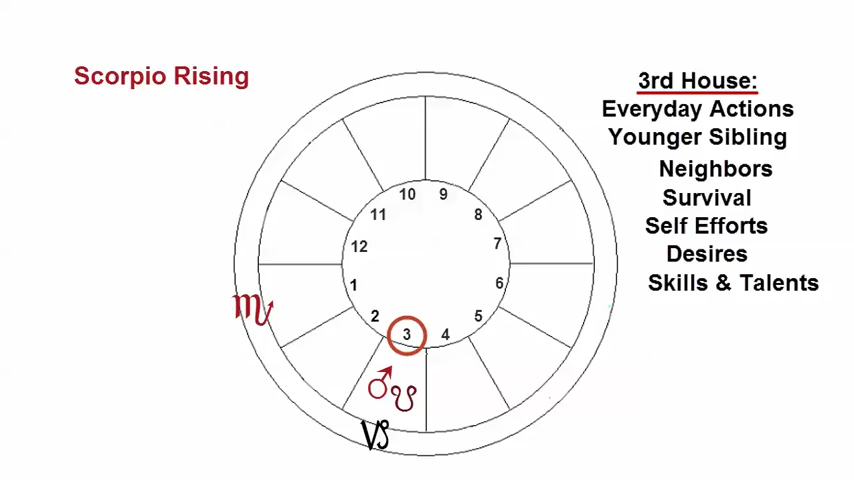 Scorpio Rising
3rd House:
Everyday Actions
Younger Sibling
Neighbors
Survival
Self Efforts
Desires
Skills & Talents
10 9
11 8
12 7
1 6
2 5
3 4
♏
♂ ☋
♑